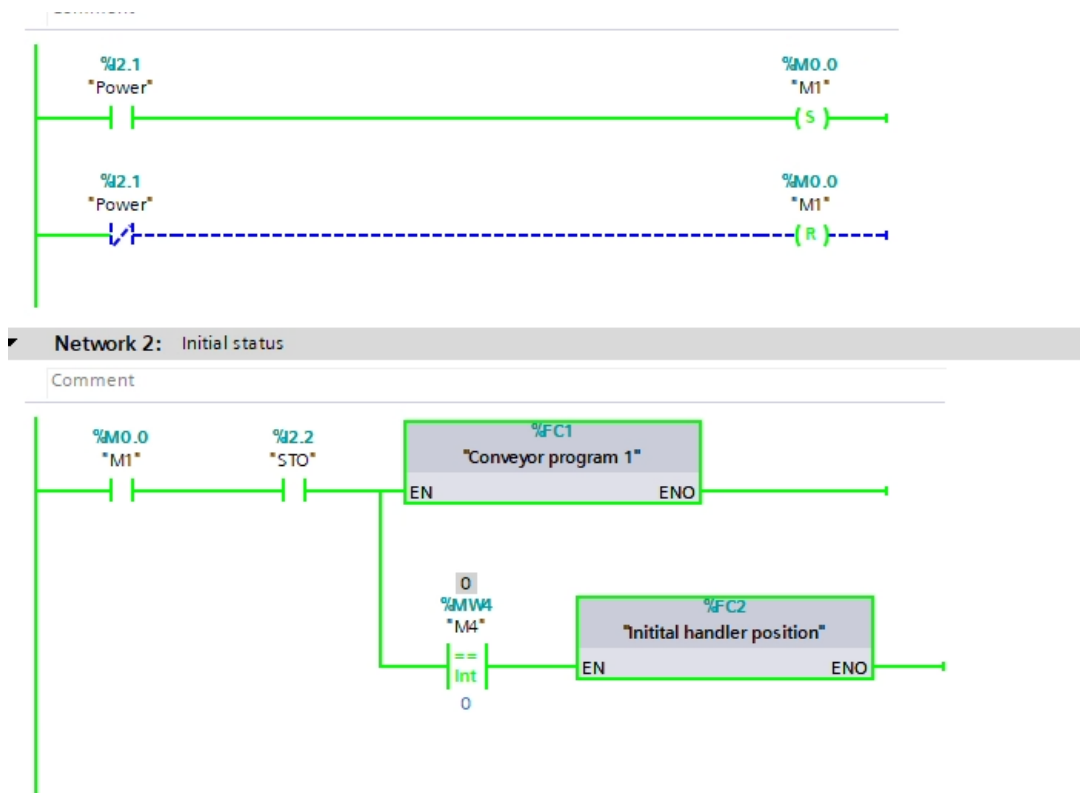 %I2.1
"Power"
%M0.0
"M1"
S
%I2.1
"Power"
%M0.0
"M1"
R
Network 2: Initial status
Comment
%M0.0
"M1"
%I2.2
"STO"
%FC1
"Conveyor program 1"
EN ENO
0
%MW4
"M4"
==
Int
0
%FC2
"Initital handler position"
EN ENO